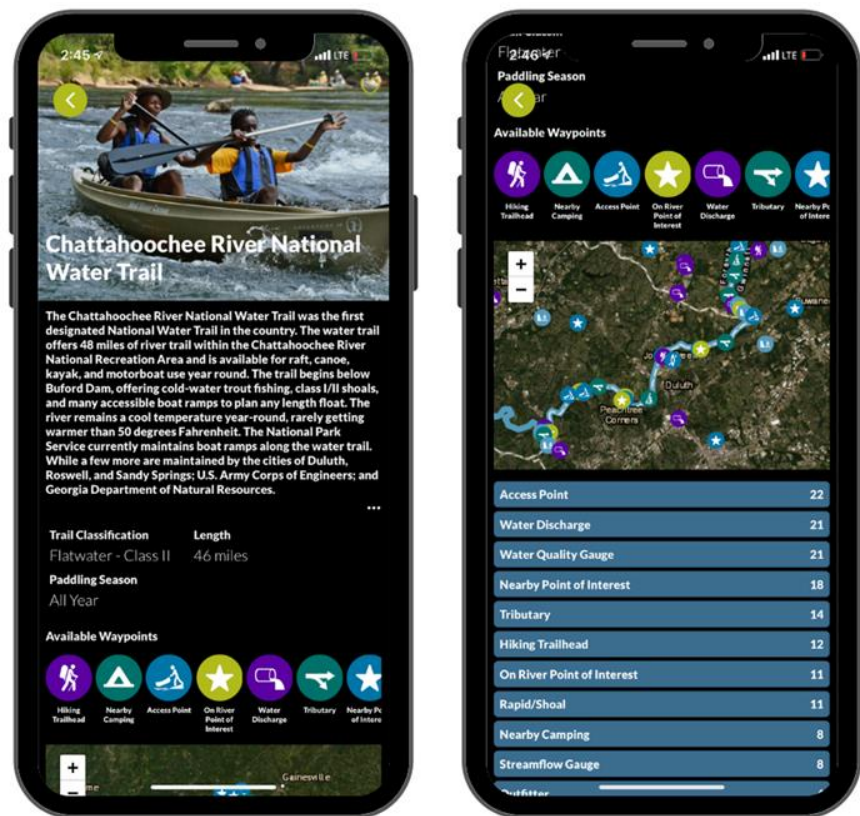 2:45
LTE
Chattahoochee River National
Water Trail
The Chattahoochee River National Water Trail was the first
designated National Water Trail in the country. The water trail
offers 48 miles of river trail within the Chattahoochee River
National Recreation Area and is available for raft, canoe,
kayak, and motorboat use year round. The trail begins below
Buford Dam, offering cold-water trout fishing, class I/II shoals,
and many accessible boat ramps to plan any length float. The
river remains a cool temperature year-round, rarely getting
warmer than 50 degrees Fahrenheit. The National Park
Service currently maintains boat ramps along the water trail.
While a few more are maintained by the cities of Duluth,
Roswell, and Sandy Springs; U.S. Army Corps of Engineers; and
Georgia Department of Natural Resources.
...
Trail Classification Length
Flatwater - Class II 46 miles
Paddling Season
All Year
Available Waypoints
Hiking Trailhead
Nearby Camping
Access Point
On River Point of Interest
Water Discharge
Tributary
Nearby
+
−
Gainesville
2:46
LTE
Flatwater
Paddling Season
Available Waypoints
Hiking Trailhead
Nearby Camping
Access Point
On River Point of Interest
Water Discharge
Tributary
Nearby
+
−
Forsyth
Gwinnett
Duluth
Peachtree
Corners
Access Point 22
Water Discharge 21
Water Quality Gauge 21
Nearby Point of Interest 18
Tributary 14
Hiking Trailhead 12
On River Point of Interest 11
Rapid/Shoal 11
Nearby Camping 8
Streamflow Gauge 8
Outfitter